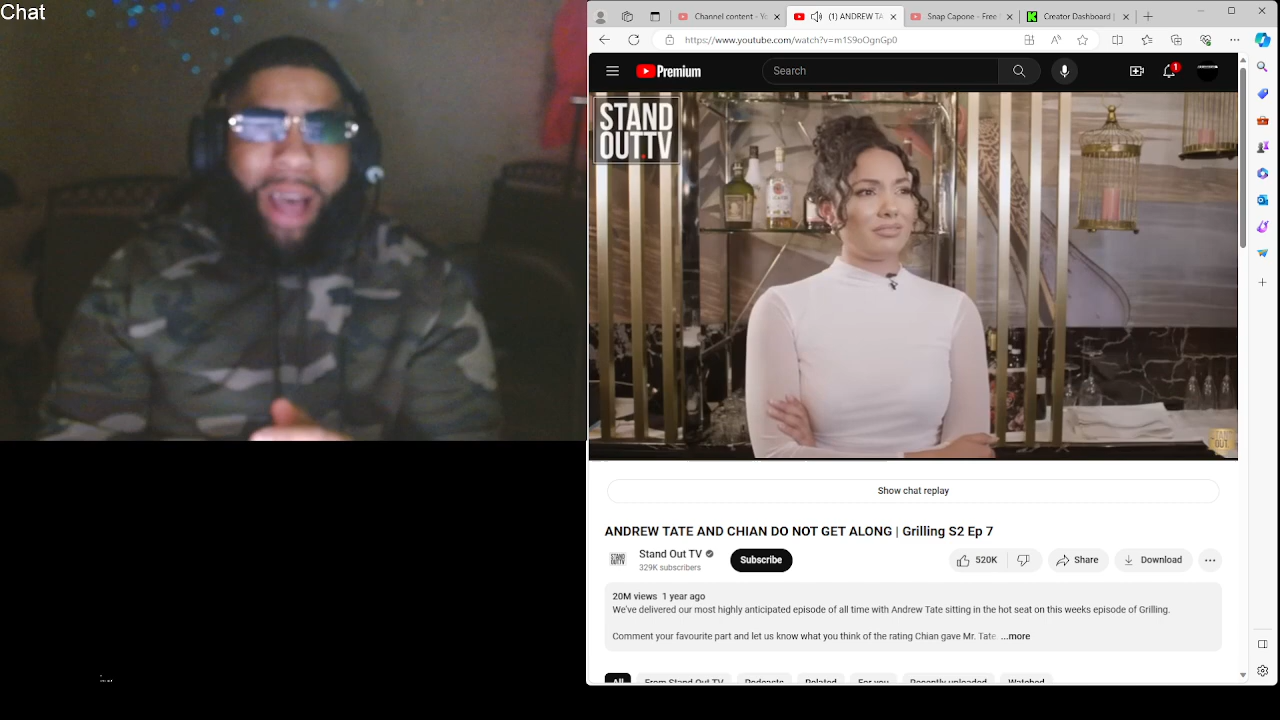 Chat
Channel content - Yo
(1) ANDREW TA
Snap Capone - Free
Creator Dashboard |
https://www.youtube.com/watch?v=m1S9oOgnGp0
Premium
Search
1
STAND
OUTTV
Show chat replay
ANDREW TATE AND CHIAN DO NOT GET ALONG | Grilling S2 Ep 7
Stand Out TV
329K subscribers
Subscribe
520K
Share
Download
20M views 1 year ago
We've delivered our most highly anticipated episode of all time with Andrew Tate sitting in the hot seat on this weeks episode of Grilling.
Comment your favourite part and let us know what you think of the rating Chian gave Mr. Tate. ...more
All
From Stand Out TV
Podcasts
Related
For you
Recently uploaded
Watched